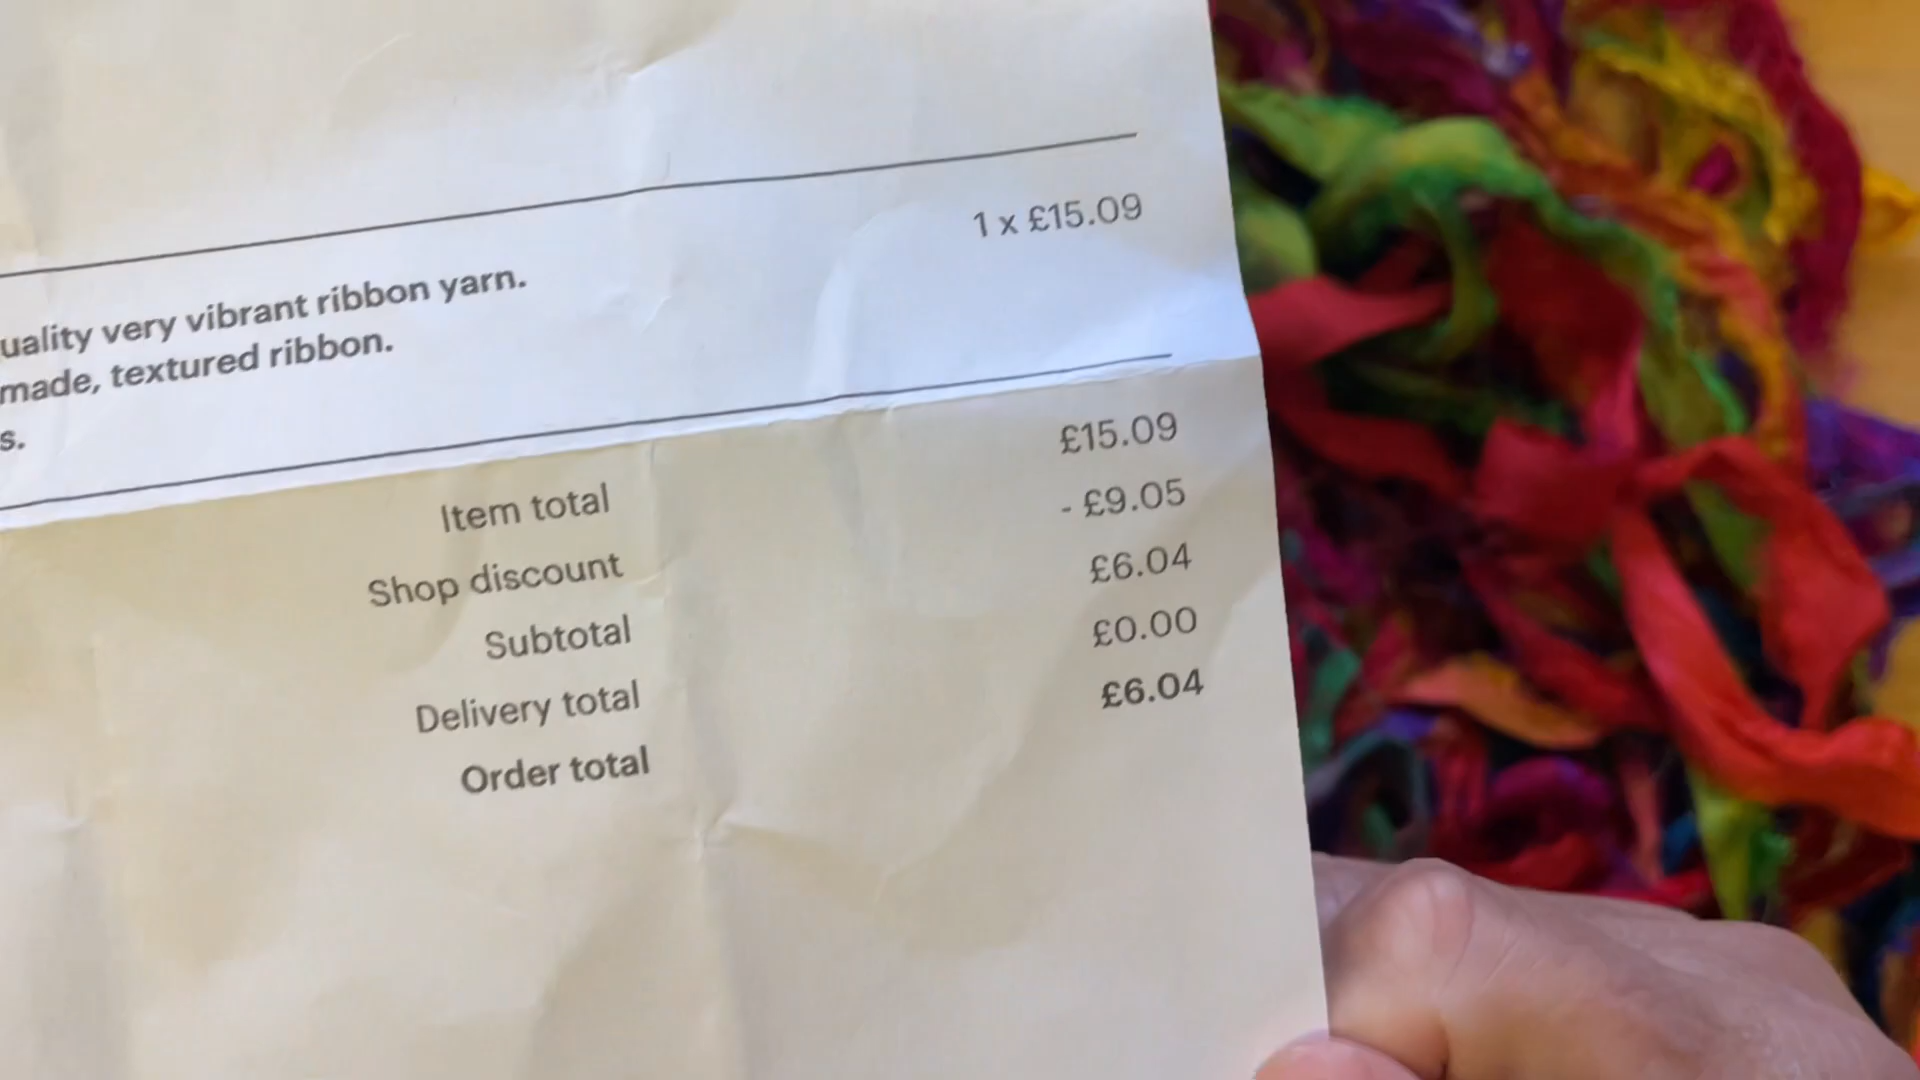 1 x £15.09
uality very vibrant ribbon yarn.
made, textured ribbon.
s.
Item total £15.09
Shop discount - £9.05
Subtotal £6.04
Delivery total £0.00
Order total £6.04